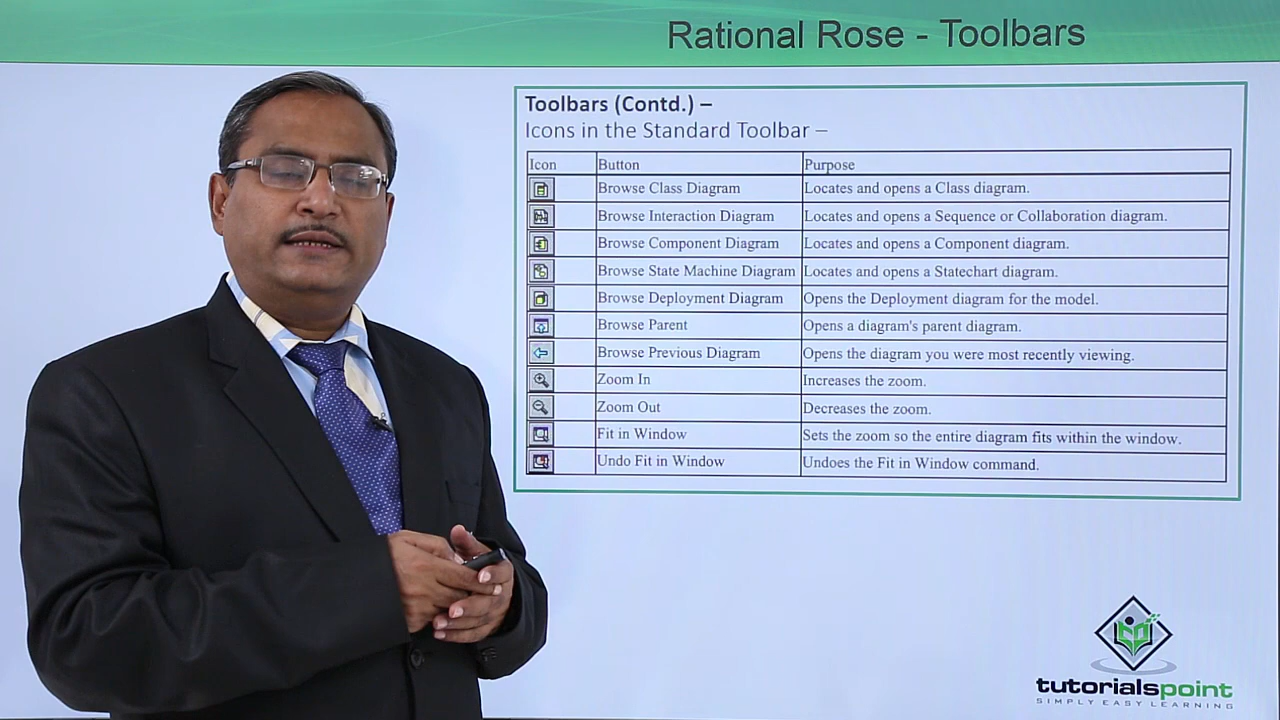 Rational Rose - Toolbars
Toolbars (Contd.) –
Icons in the Standard Toolbar –
Icon Button Purpose
Browse Class Diagram Locates and opens a Class diagram.
Browse Interaction Diagram Locates and opens a Sequence or Collaboration diagram.
Browse Component Diagram Locates and opens a Component diagram.
Browse State Machine Diagram Locates and opens a Statechart diagram.
Browse Deployment Diagram Opens the Deployment diagram for the model.
Browse Parent Opens a diagram's parent diagram.
Browse Previous Diagram Opens the diagram you were most recently viewing.
Zoom In Increases the zoom.
Zoom Out Decreases the zoom.
Fit in Window Sets the zoom so the entire diagram fits within the window.
Undo Fit in Window Undoes the Fit in Window command.
tutorialspoint
SIMPLY EASY LEARNING